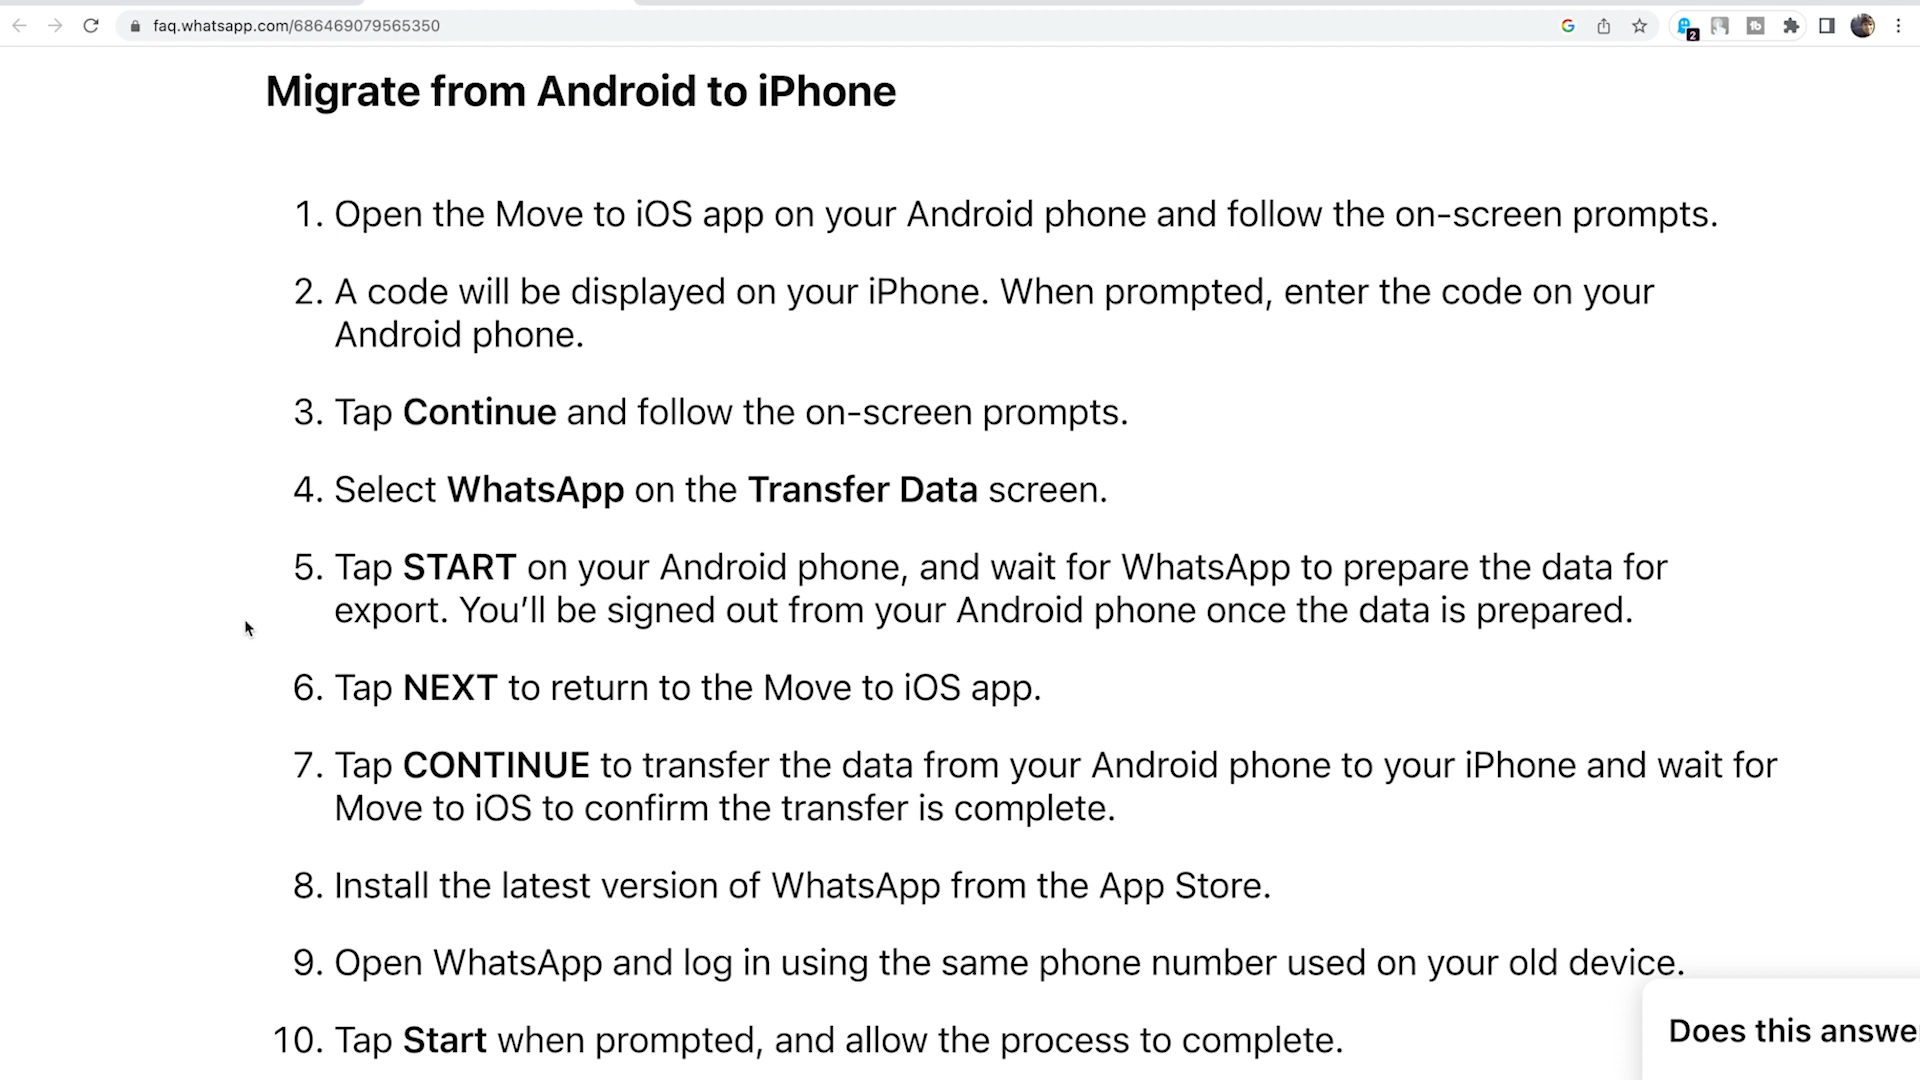 faq.whatsapp.com/686469079565350
2
Migrate from Android to iPhone
1. Open the Move to iOS app on your Android phone and follow the on-screen prompts.
2. A code will be displayed on your iPhone. When prompted, enter the code on your
Android phone.
3. Tap Continue and follow the on-screen prompts.
4. Select WhatsApp on the Transfer Data screen.
5. Tap START on your Android phone, and wait for WhatsApp to prepare the data for
export. You’ll be signed out from your Android phone once the data is prepared.
6. Tap NEXT to return to the Move to iOS app.
7. Tap CONTINUE to transfer the data from your Android phone to your iPhone and wait for
Move to iOS to confirm the transfer is complete.
8. Install the latest version of WhatsApp from the App Store.
9. Open WhatsApp and log in using the same phone number used on your old device.
10. Tap Start when prompted, and allow the process to complete.
Does this answe